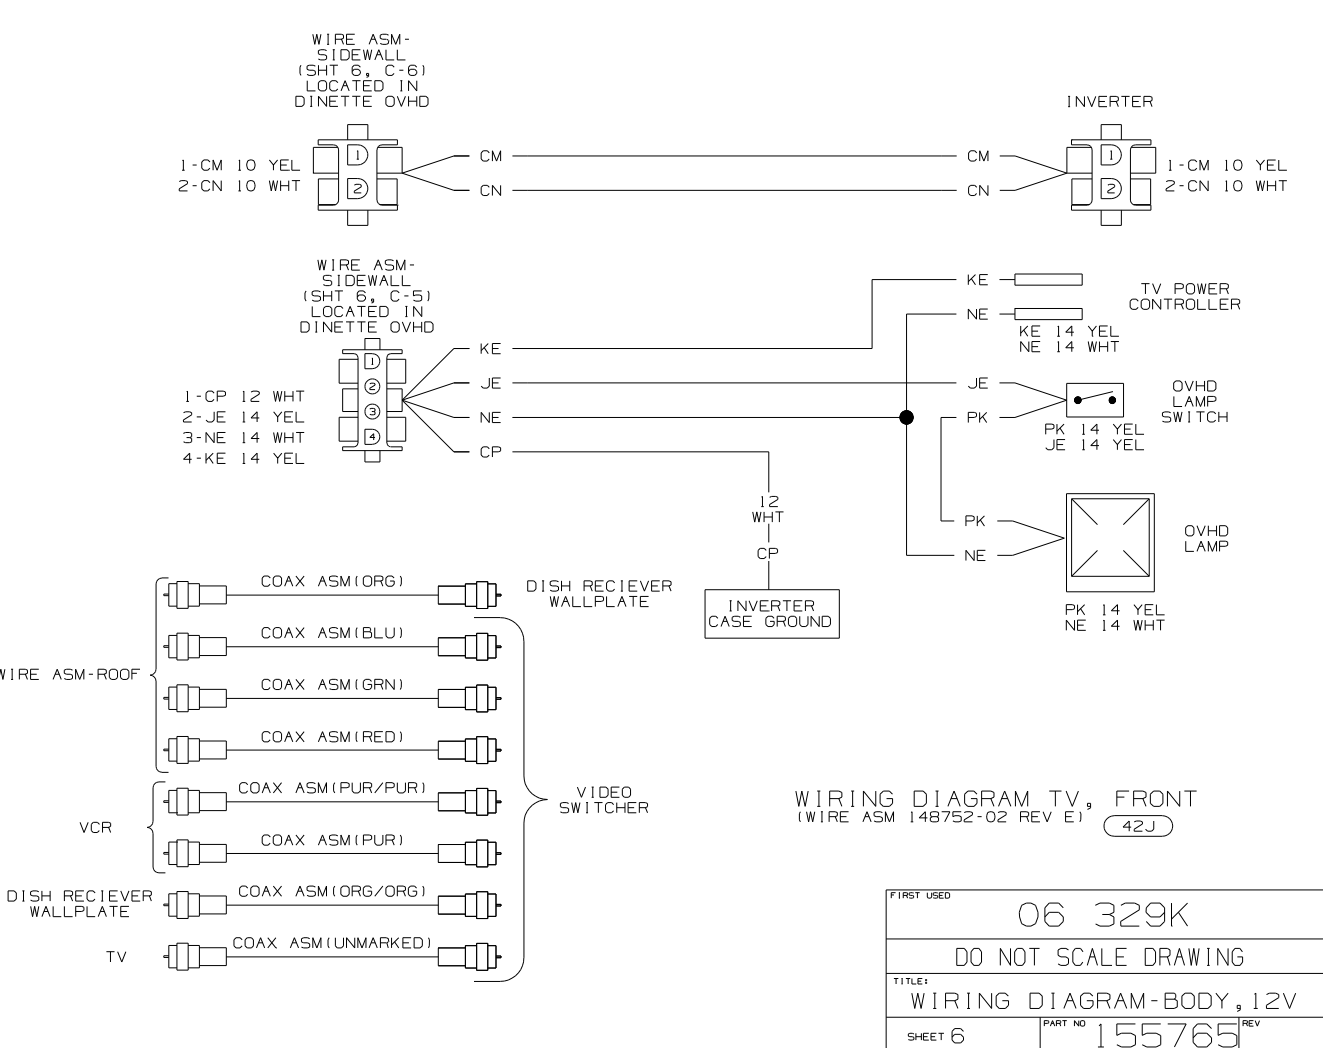 WIRE ASM-
SIDEWALL
(SHT 6, C-6)
LOCATED IN
DINETTE OVHD
INVERTER
1-CM 10 YEL
2-CN 10 WHT
1
2
CM
CN
CM
CN
1
2
1-CM 10 YEL
2-CN 10 WHT
WIRE ASM-
SIDEWALL
(SHT 6, C-5)
LOCATED IN
DINETTE OVHD
1-CP 12 WHT
2-JE 14 YEL
3-NE 14 WHT
4-KE 14 YEL
1
2
3
4
KE
JE
NE
CP
KE
NE
TV POWER
CONTROLLER
KE 14 YEL
NE 14 WHT
JE
PK
OVHD
LAMP
SWITCH
PK 14 YEL
JE 14 YEL
12
WHT
CP
INVERTER
CASE GROUND
PK
NE
OVHD
LAMP
PK 14 YEL
NE 14 WHT
COAX ASM(ORG)
DISH RECIEVER
WALLPLATE
COAX ASM(BLU)
WIRE ASM-ROOF
COAX ASM(GRN)
COAX ASM(RED)
COAX ASM(PUR/PUR)
VCR
COAX ASM(PUR)
VIDEO
SWITCHER
DISH RECIEVER
WALLPLATE
COAX ASM(ORG/ORG)
TV
COAX ASM(UNMARKED)
WIRING DIAGRAM TV, FRONT
(WIRE ASM 148752-02 REV E)
42J
FIRST USED
06 329K
DO NOT SCALE DRAWING
TITLE:
WIRING DIAGRAM-BODY,12V
SHEET 6
PART NO 155765
REV